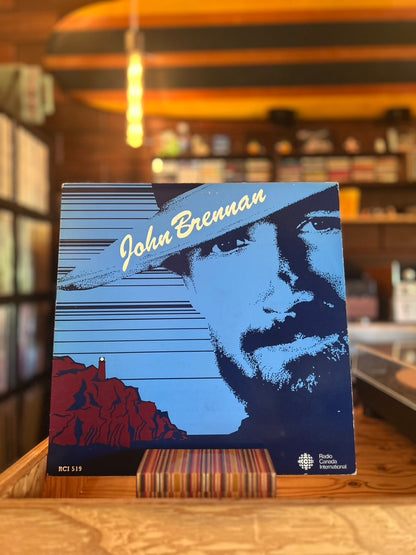 John Brennan
RCI 519
Radio
Canada
International